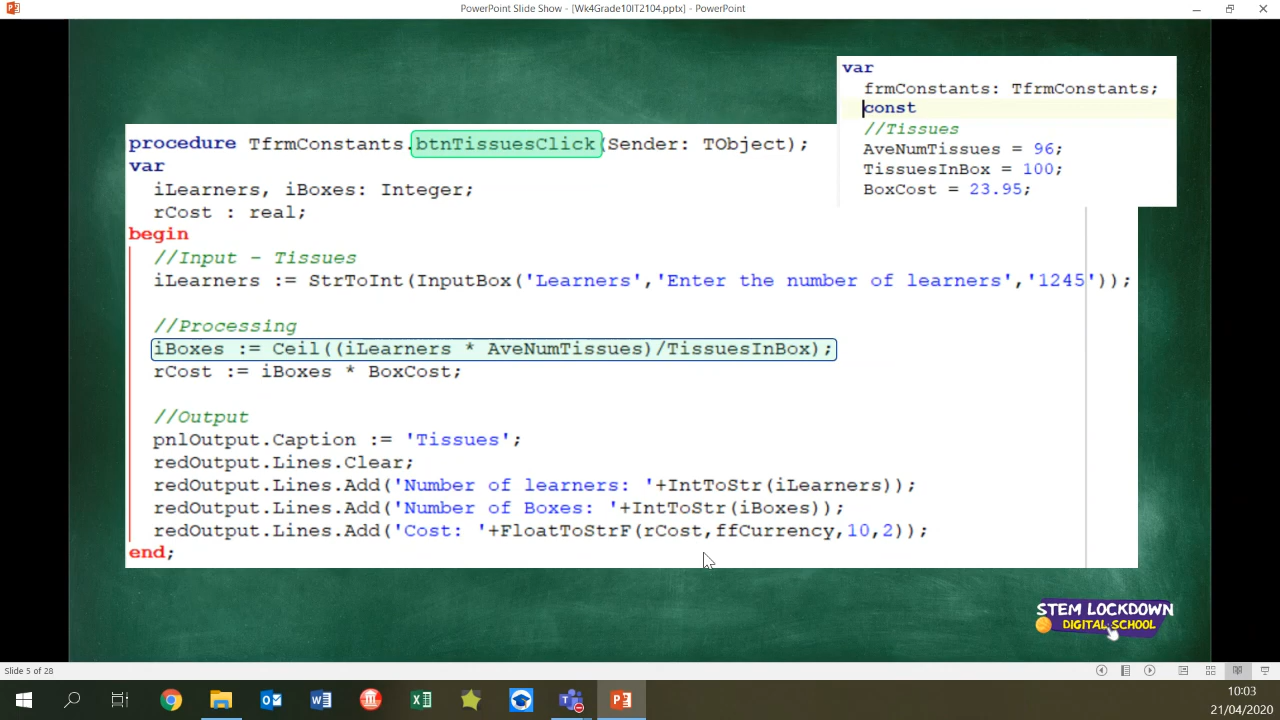 PowerPoint Slide Show - [Wk4Grade10IT2104.pptx] - PowerPoint
var
frmConstants: TfrmConstants;
const
//Tissues
AveNumTissues = 96;
TissuesInBox = 100;
BoxCost = 23.95;
procedure TfrmConstants.btnTissuesClick(Sender: TObject);
var
iLearners, iBoxes: Integer;
rCost : real;
begin
//Input - Tissues
iLearners := StrToInt(InputBox('Learners','Enter the number of learners','1245'));
//Processing
iBoxes := Ceil((iLearners * AveNumTissues)/TissuesInBox);
rCost := iBoxes * BoxCost;
//Output
pnlOutput.Caption := 'Tissues';
redOutput.Lines.Clear;
redOutput.Lines.Add('Number of learners: '+IntToStr(iLearners));
redOutput.Lines.Add('Number of Boxes: '+IntToStr(iBoxes));
redOutput.Lines.Add('Cost: '+FloatToStrF(rCost,ffCurrency,10,2));
end;
STEM LOCKDOWN
DIGITAL SCHOOL
Slide 5 of 28
10:03
21/04/2020